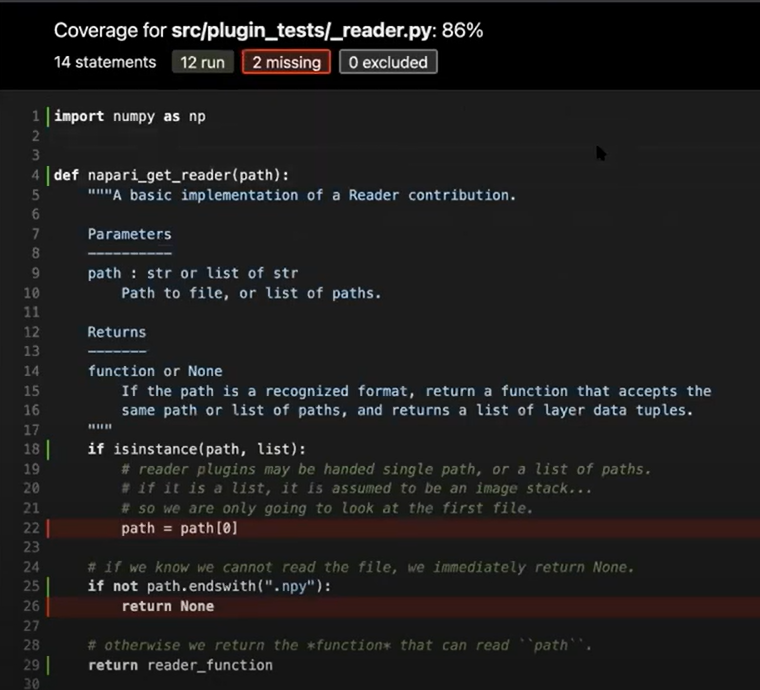 Coverage for src/plugin_tests/_reader.py: 86%
14 statements 12 run 2 missing 0 excluded
1 import numpy as np
2
3
4 def napari_get_reader(path):
5 """A basic implementation of a Reader contribution.
6
7 Parameters
8 ----------
9 path : str or list of str
10 Path to file, or list of paths.
11
12 Returns
13 -------
14 function or None
15 If the path is a recognized format, return a function that accepts the
16 same path or list of paths, and returns a list of layer data tuples.
17 """
18 if isinstance(path, list):
19 # reader plugins may be handed single path, or a list of paths.
20 # if it is a list, it is assumed to be an image stack...
21 # so we are only going to look at the first file.
22 path = path[0]
23
24 # if we know we cannot read the file, we immediately return None.
25 if not path.endswith(".npy"):
26 return None
27
28 # otherwise we return the *function* that can read ``path``.
29 return reader_function
30